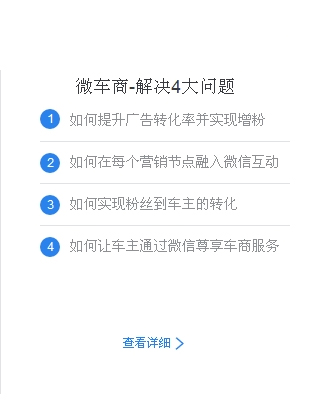 微车商-解决4大问题
1 如何提升广告转化率并实现增粉
2 如何在每个营销节点融入微信互动
3 如何实现粉丝到车主的转化
4 如何让车主通过微信尊享车商服务
查看详细